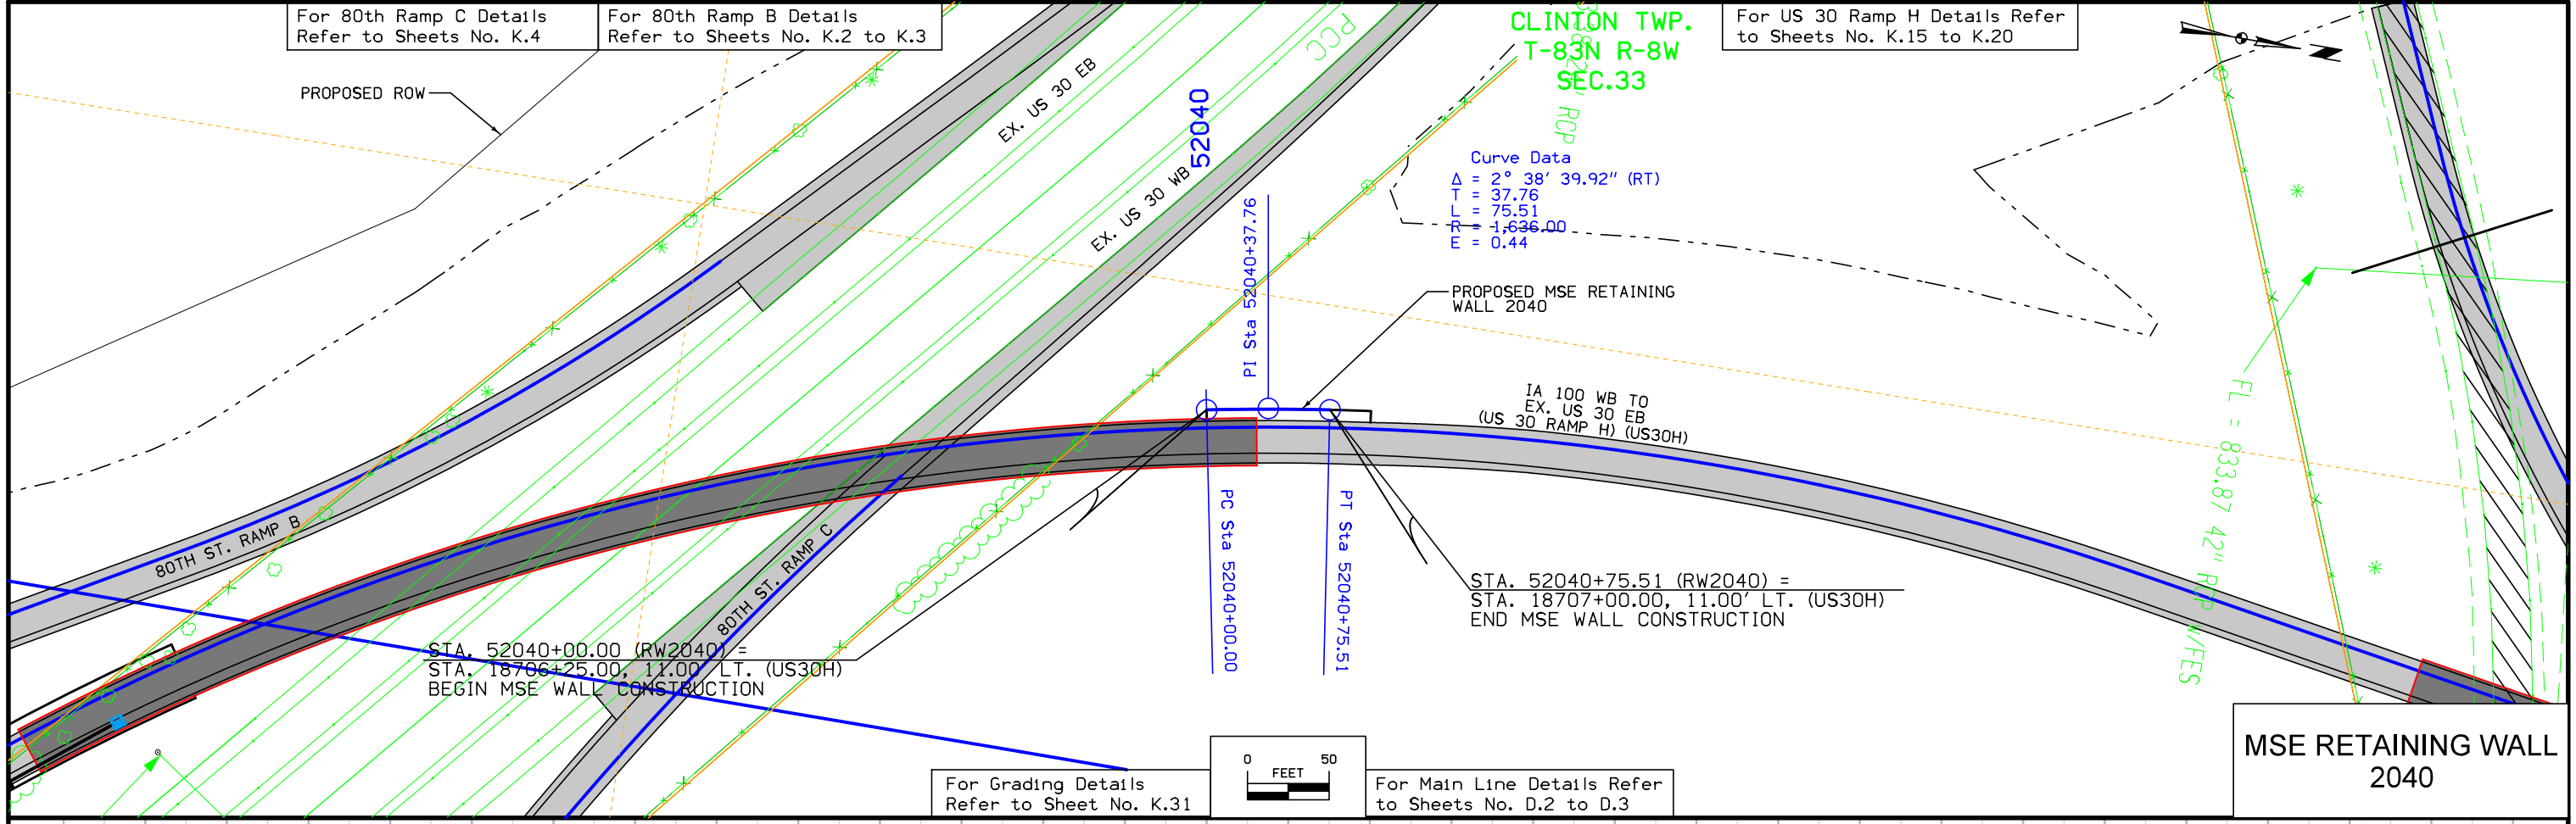 For 80th Ramp C Details
Refer to Sheets No. K.4
For 80th Ramp B Details
Refer to Sheets No. K.2 to K.3
CLINTON TWP.
T-83N R-8W
SEC.33
For US 30 Ramp H Details Refer
to Sheets No. K.15 to K.20
PROPOSED ROW
EX. US 30 EB
PCC
52040
EX. US 30 WB
RCP
Curve Data
Δ = 2° 38' 39.92" (RT)
T = 37.76
L = 75.51
R = 1,636.00
E = 0.44
PI Sta 52040+37.76
PROPOSED MSE RETAINING
WALL 2040
IA 100 WB TO
EX. US 30 EB
(US 30 RAMP H) (US30H)
FL = 833.87 42" RCP W/FES
80TH ST. RAMP B
80TH ST. RAMP C
PC Sta 52040+00.00
PT Sta 52040+75.51
STA. 52040+00.00 (RW2040) =
STA. 18706+25.00, 11.00' LT. (US30H)
BEGIN MSE WALL CONSTRUCTION
STA. 52040+75.51 (RW2040) =
STA. 18707+00.00, 11.00' LT. (US30H)
END MSE WALL CONSTRUCTION
For Grading Details
Refer to Sheet No. K.31
0 50
FEET
For Main Line Details Refer
to Sheets No. D.2 to D.3
MSE RETAINING WALL
2040